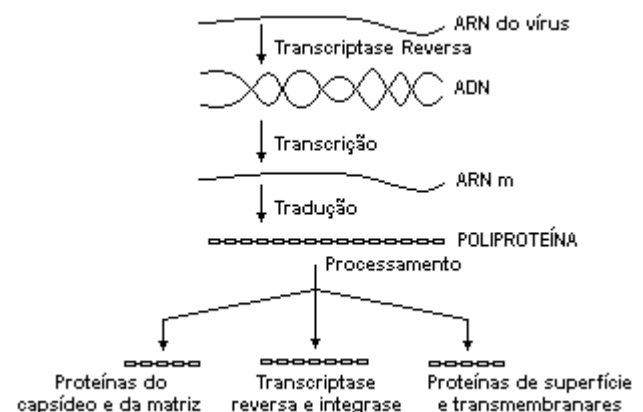 ARN do vírus
Transcriptase Reversa
ADN
Transcrição
ARN m
Tradução
POLIPROTEÍNA
Processamento
Proteínas do
capsídeo e da matriz
Transcriptase
reversa e integrase
Proteínas de superfície
e transmembranares